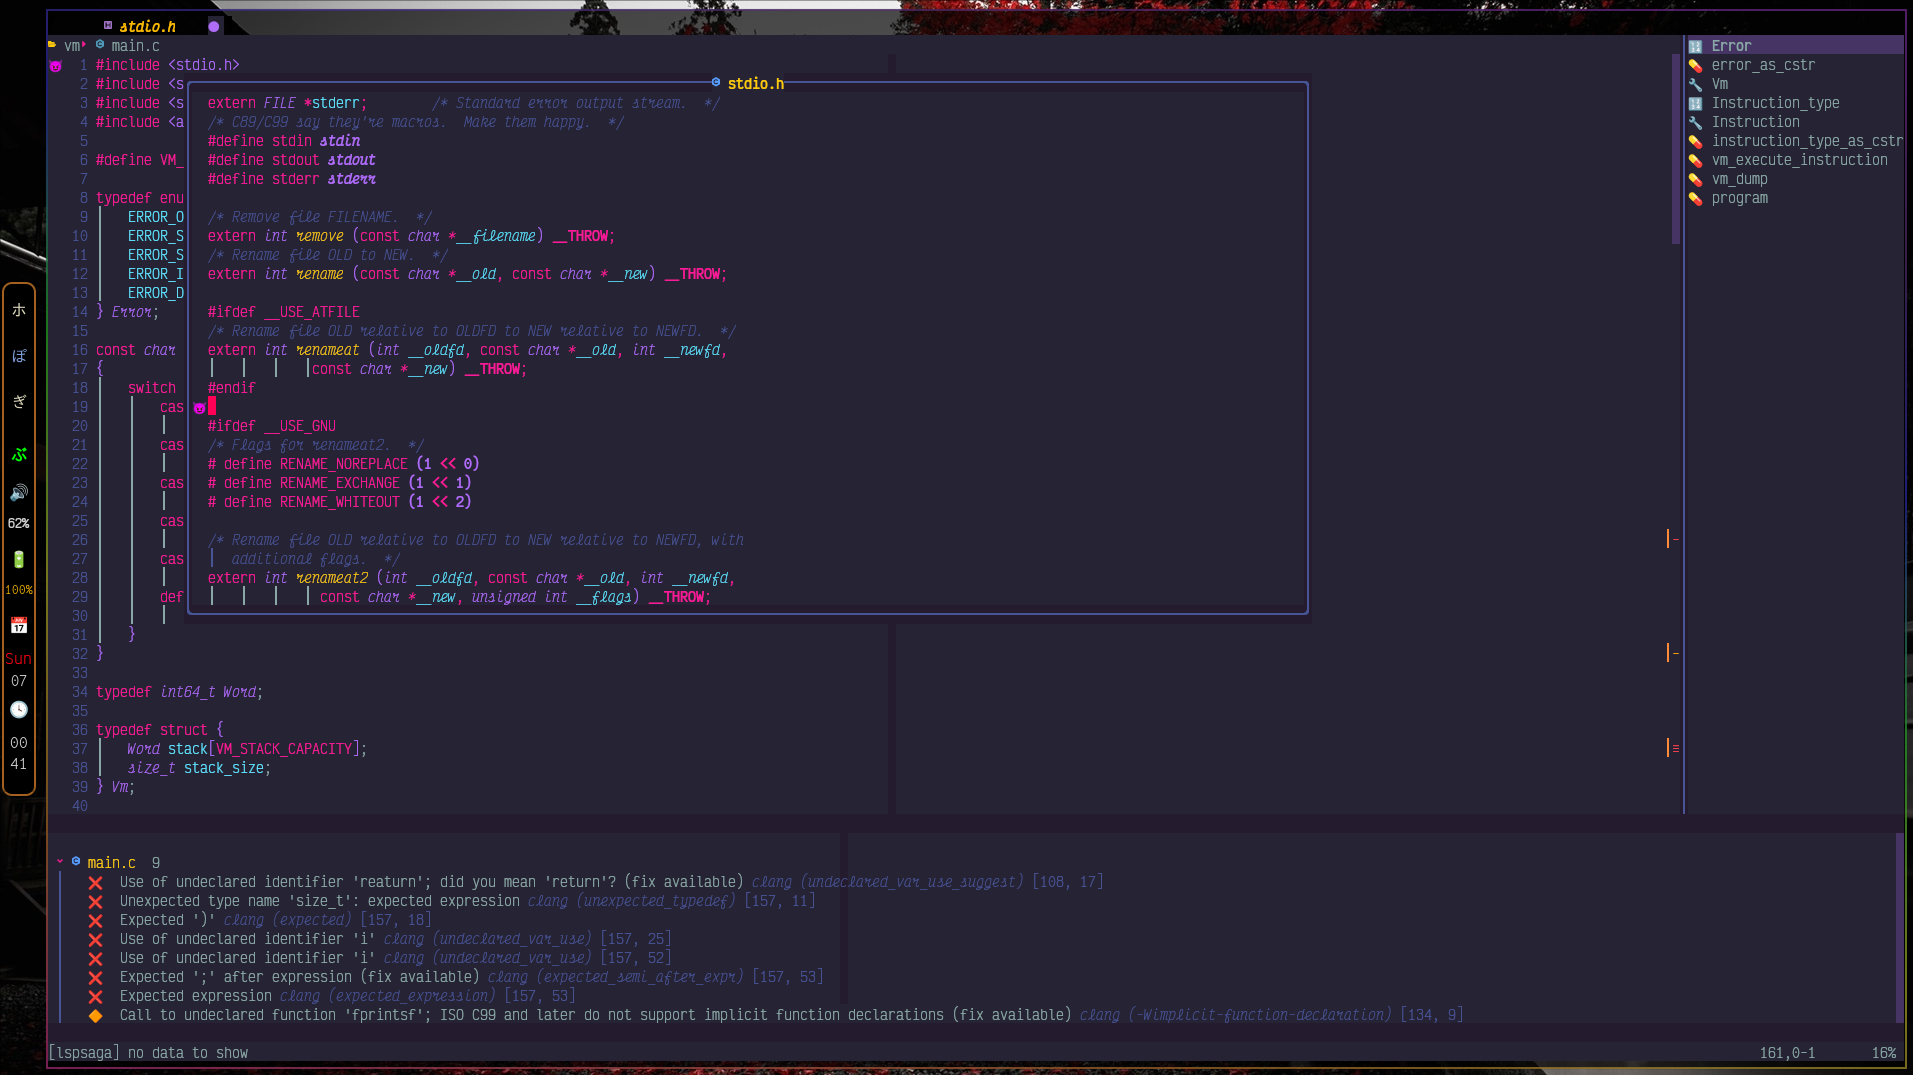 stdio.h
vm main.c
1 #include <stdio.h>
2 #include <s
3 #include <s
4 #include <a
5
6 #define VM_
7
8 typedef enu
9 ERROR_O
10 ERROR_S
11 ERROR_S
12 ERROR_I
13 ERROR_D
14 } Error;
15
16 const char
17 {
18 switch
19 cas
20
21 cas
22
23 cas
24
25 cas
26
27 cas
28
29 def
30
31 }
32 }
33
34 typedef int64_t Word;
35
36 typedef struct {
37 Word stack[VM_STACK_CAPACITY];
38 size_t stack_size;
39 } Vm;
40
stdio.h
extern FILE *stderr; /* Standard error output stream. */
/* C89/C99 say they're macros. Make them happy. */
#define stdin stdin
#define stdout stdout
#define stderr stderr
/* Remove file FILENAME. */
extern int remove (const char *__filename) __THROW;
/* Rename file OLD to NEW. */
extern int rename (const char *__old, const char *__new) __THROW;
#ifdef __USE_ATFILE
/* Rename file OLD relative to OLDFD to NEW relative to NEWFD. */
extern int renameat (int __oldfd, const char *__old, int __newfd,
const char *__new) __THROW;
#endif
#ifdef __USE_GNU
/* Flags for renameat2. */
# define RENAME_NOREPLACE (1 << 0)
# define RENAME_EXCHANGE (1 << 1)
# define RENAME_WHITEOUT (1 << 2)
/* Rename file OLD relative to OLDFD to NEW relative to NEWFD, with
additional flags. */
extern int renameat2 (int __oldfd, const char *__old, int __newfd,
const char *__new, unsigned int __flags) __THROW;
Error
error_as_cstr
Vm
Instruction_type
Instruction
instruction_type_as_cstr
vm_execute_instruction
vm_dump
program
ホ
ぽ
ぎ
ぷ
62%
100%
17
Sun
07
00
41
main.c 9
Use of undeclared identifier 'reaturn'; did you mean 'return'? (fix available) clang (undeclared_var_use_suggest) [108, 17]
Unexpected type name 'size_t': expected expression clang (unexpected_typedef) [157, 11]
Expected ')' clang (expected) [157, 18]
Use of undeclared identifier 'i' clang (undeclared_var_use) [157, 25]
Use of undeclared identifier 'i' clang (undeclared_var_use) [157, 52]
Expected ';' after expression (fix available) clang (expected_semi_after_expr) [157, 53]
Expected expression clang (expected_expression) [157, 53]
Call to undeclared function 'fprintsf'; ISO C99 and later do not support implicit function declarations (fix available) clang (-Wimplicit-function-declaration) [134, 9]
[lspsaga] no data to show
161,0-1 16%